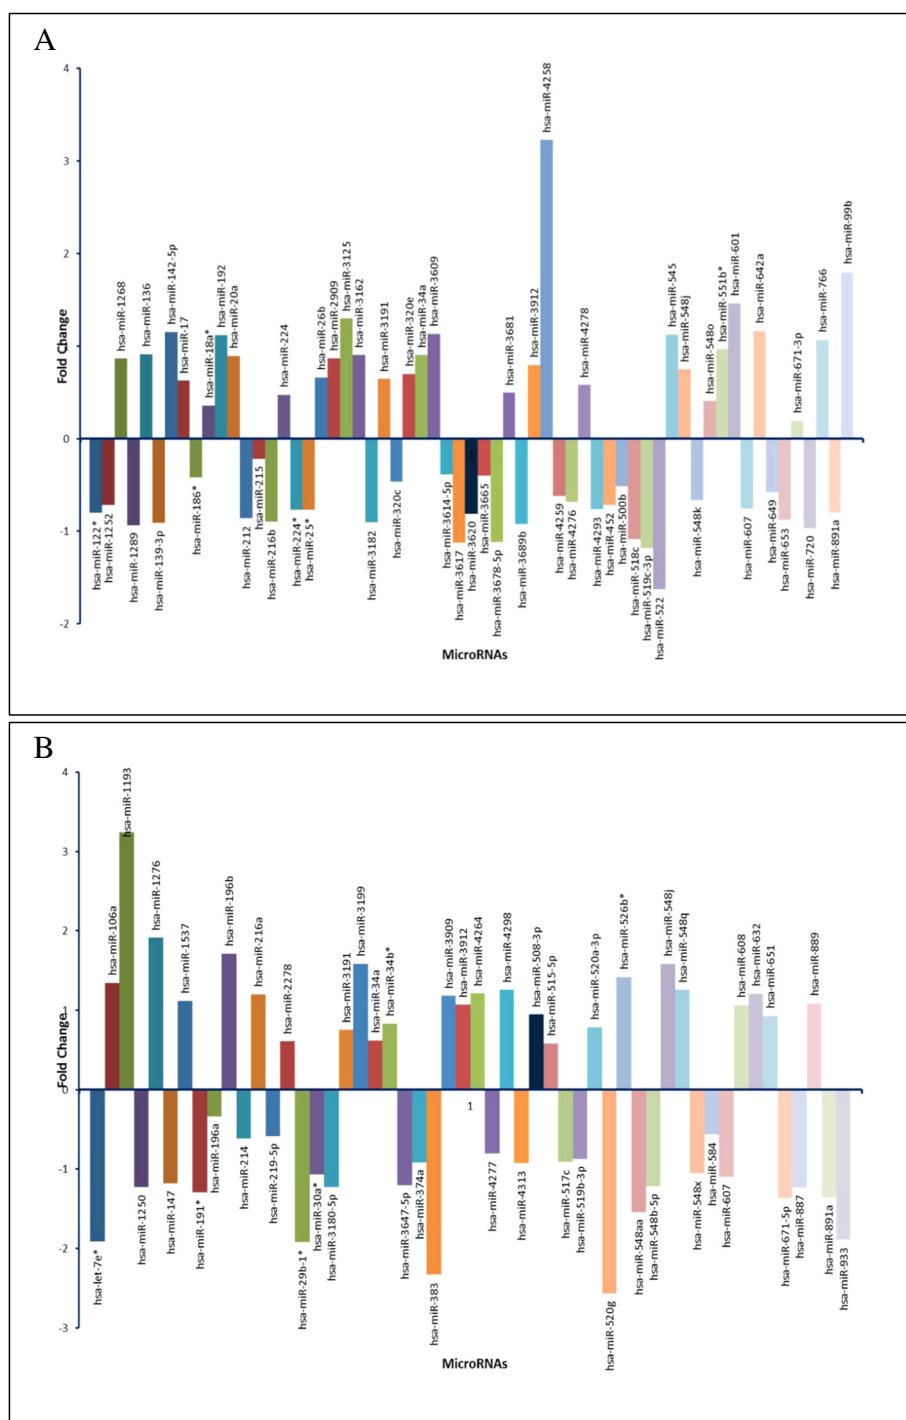 A
4
3
2
1
0
-1
-2
Fold Change
hsa-miR-122*
hsa-miR-1252
hsa-miR-1268
hsa-miR-1289
hsa-miR-136
hsa-miR-139-3p
hsa-miR-142-5p
hsa-miR-17
hsa-miR-186*
hsa-miR-18a*
hsa-miR-192
hsa-miR-20a
hsa-miR-212
hsa-miR-215
hsa-miR-216b
hsa-miR-224
hsa-miR-224*
hsa-miR-25*
hsa-miR-26b
hsa-miR-2909
hsa-miR-3125
hsa-miR-3162
hsa-miR-3182
hsa-miR-3191
hsa-miR-320c
hsa-miR-320e
hsa-miR-34a
hsa-miR-3609
hsa-miR-3614-5p
hsa-miR-3617
hsa-miR-3620
1
hsa-miR-3665
hsa-miR-3678-5p
hsa-miR-3681
hsa-miR-3689b
hsa-miR-3912
hsa-miR-4258
hsa-miR-4259
hsa-miR-4276
hsa-miR-4278
hsa-miR-4293
hsa-miR-452
hsa-miR-500b
hsa-miR-518c
hsa-miR-519c-3p
hsa-miR-522
hsa-miR-545
hsa-miR-548j
hsa-miR-548k
hsa-miR-548o
hsa-miR-551b*
hsa-miR-601
hsa-miR-607
hsa-miR-642a
hsa-miR-649
hsa-miR-653
hsa-miR-671-3p
hsa-miR-720
hsa-miR-766
hsa-miR-891a
hsa-miR-99b
MicroRNAs
B
4
3
2
1
0
-1
-2
-3
Fold Change
hsa-let-7e*
hsa-miR-106a
hsa-miR-1193
hsa-miR-1250
hsa-miR-1276
hsa-miR-147
hsa-miR-1537
hsa-miR-191*
hsa-miR-196a
hsa-miR-196b
hsa-miR-214
hsa-miR-216a
hsa-miR-219-5p
hsa-miR-2278
hsa-miR-29b-1*
hsa-miR-30a*
hsa-miR-3180-5p
hsa-miR-3191
hsa-miR-3199
hsa-miR-34a
hsa-miR-34b*
hsa-miR-3647-5p
hsa-miR-374a
hsa-miR-383
hsa-miR-3909
hsa-miR-3912
hsa-miR-4264
1
hsa-miR-4277
hsa-miR-4298
hsa-miR-4313
hsa-miR-508-3p
hsa-miR-515-5p
hsa-miR-517c
hsa-miR-519b-3p
hsa-miR-520a-3p
hsa-miR-520g
hsa-miR-526b*
hsa-miR-548aa
hsa-miR-548b-5p
hsa-miR-548j
hsa-miR-548q
hsa-miR-548x
hsa-miR-584
hsa-miR-607
hsa-miR-608
hsa-miR-632
hsa-miR-651
hsa-miR-671-5p
hsa-miR-887
hsa-miR-889
hsa-miR-891a
hsa-miR-933
MicroRNAs